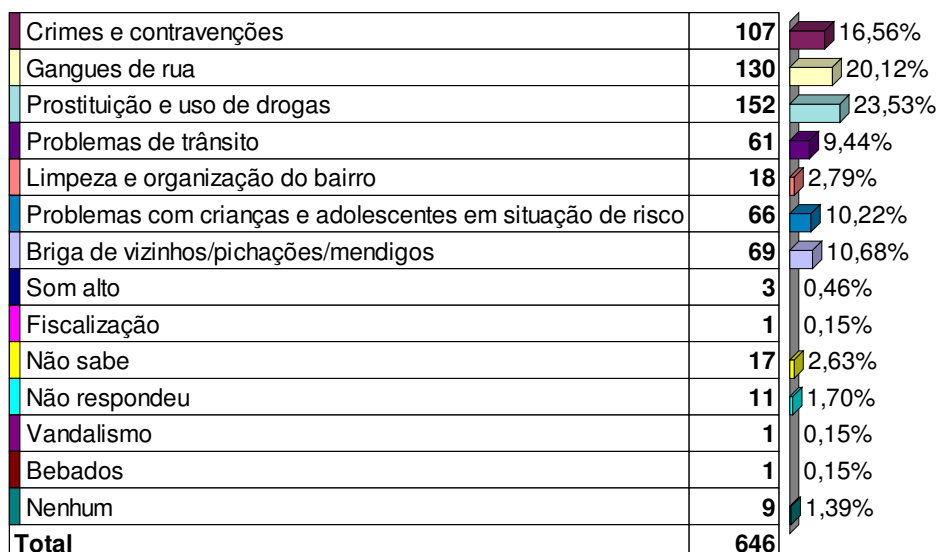 Crimes e contravenções 107 16,56%
Gangues de rua 130 20,12%
Prostituição e uso de drogas 152 23,53%
Problemas de trânsito 61 9,44%
Limpeza e organização do bairro 18 2,79%
Problemas com crianças e adolescentes em situação de risco 66 10,22%
Briga de vizinhos/pichações/mendigos 69 10,68%
Som alto 3 0,46%
Fiscalização 1 0,15%
Não sabe 17 2,63%
Não respondeu 11 1,70%
Vandalismo 1 0,15%
Bebados 1 0,15%
Nenhum 9 1,39%
Total 646